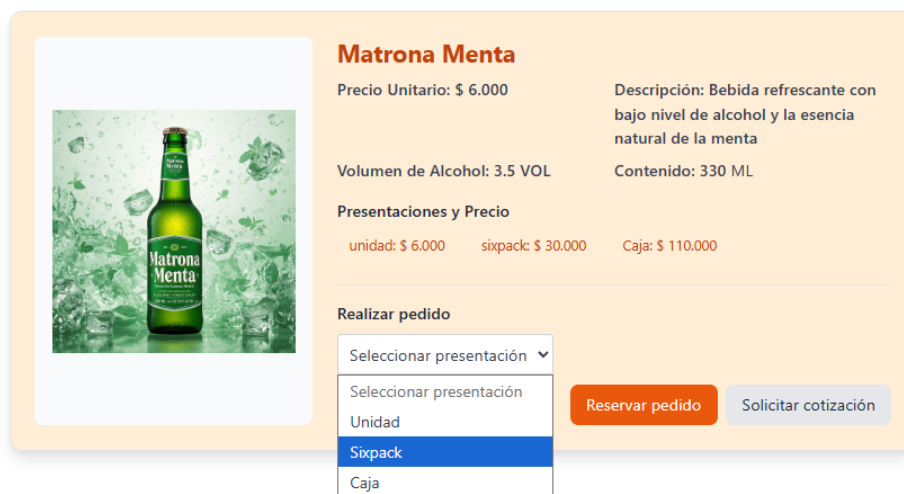 Matrona Menta
Precio Unitario: $ 6.000
Descripción: Bebida refrescante con
bajo nivel de alcohol y la esencia
natural de la menta
Volumen de Alcohol: 3.5 VOL
Contenido: 330 ML
Presentaciones y Precio
unidad: $ 6.000 sixpack: $ 30.000 Caja: $ 110.000
Realizar pedido
Seleccionar presentación
Seleccionar presentación
Unidad
Sixpack
Caja
Reservar pedido
Solicitar cotización
Matrona
Menta
Matrona
Menta